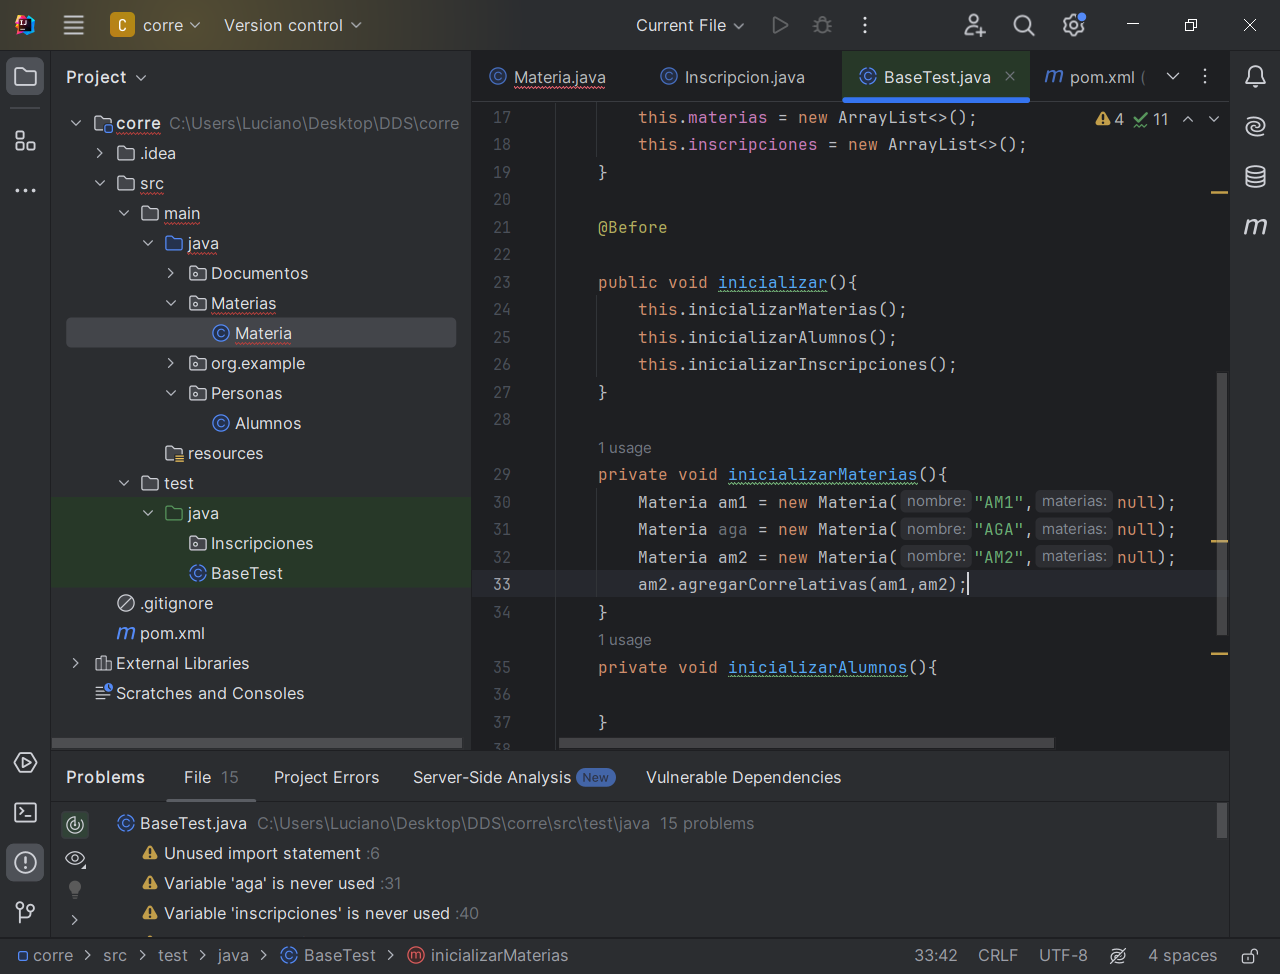 C corre Version control Current File
Project
Materia.java Inscripcion.java BaseTest.java pom.xml (
corre C:\Users\Luciano\Desktop\DDS\corre
.idea
src
main
java
Documentos
Materias
Materia
org.example
Personas
Alumnos
resources
test
java
Inscripciones
BaseTest
.gitignore
pom.xml
External Libraries
Scratches and Consoles
4 11
17 this.materias = new ArrayList<>();
18 this.inscripciones = new ArrayList<>();
19 }
20
21 @Before
22
23 public void inicializar(){
24 this.inicializarMaterias();
25 this.inicializarAlumnos();
26 this.inicializarInscripciones();
27 }
28
1 usage
29 private void inicializarMaterias(){
30 Materia am1 = new Materia( nombre: "AM1", materias: null);
31 Materia aga = new Materia( nombre: "AGA", materias: null);
32 Materia am2 = new Materia( nombre: "AM2", materias: null);
33 am2.agregarCorrelativas(am1,am2);
34 }
1 usage
35 private void inicializarAlumnos(){
36
37 }
38
Problems File 15 Project Errors Server-Side Analysis New Vulnerable Dependencies
BaseTest.java C:\Users\Luciano\Desktop\DDS\corre\src\test\java 15 problems
Unused import statement :6
Variable 'aga' is never used :31
Variable 'inscripciones' is never used :40
corre > src > test > java > BaseTest > inicializarMaterias 33:42 CRLF UTF-8 4 spaces